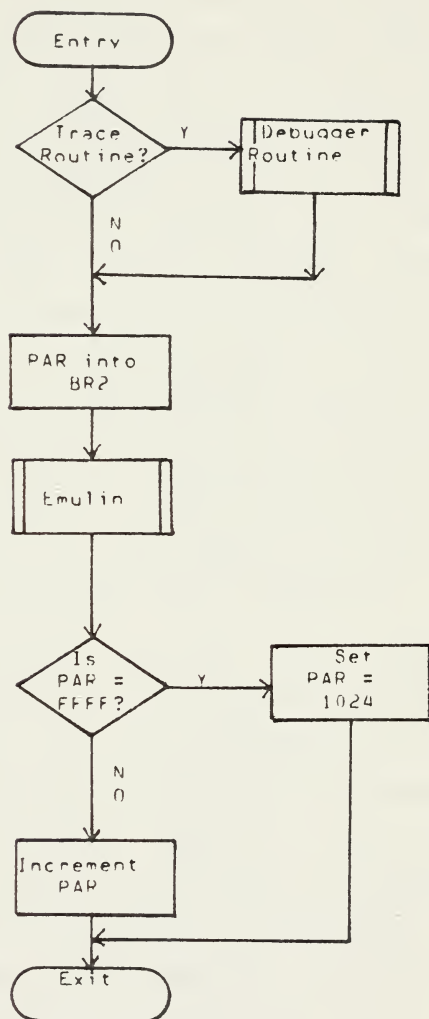 Entry
Trace
Routine?
Y
Debugger
Routine
N
O
PAR into
BR2
Emulin
Is
PAR =
FFFF?
Y
Set
PAR =
1024
N
O
Increment
PAR
Exit